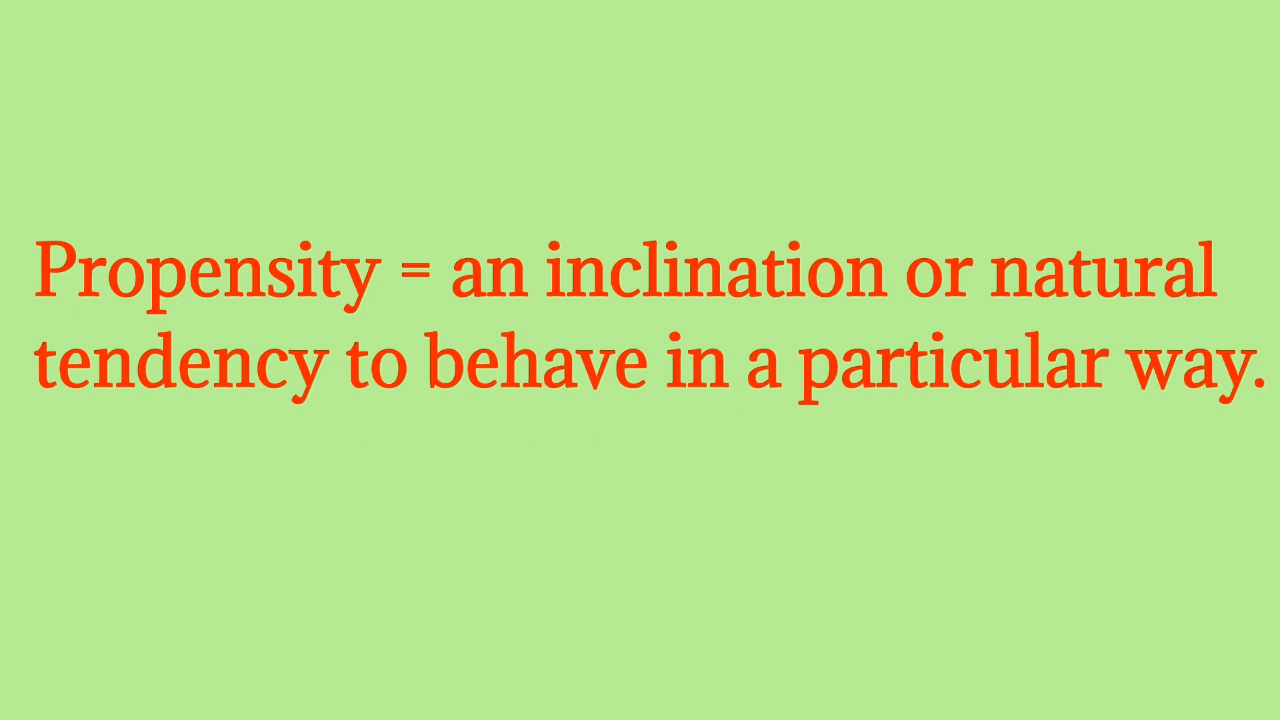 Propensity = an inclination or natural
tendency to behave in a particular way.